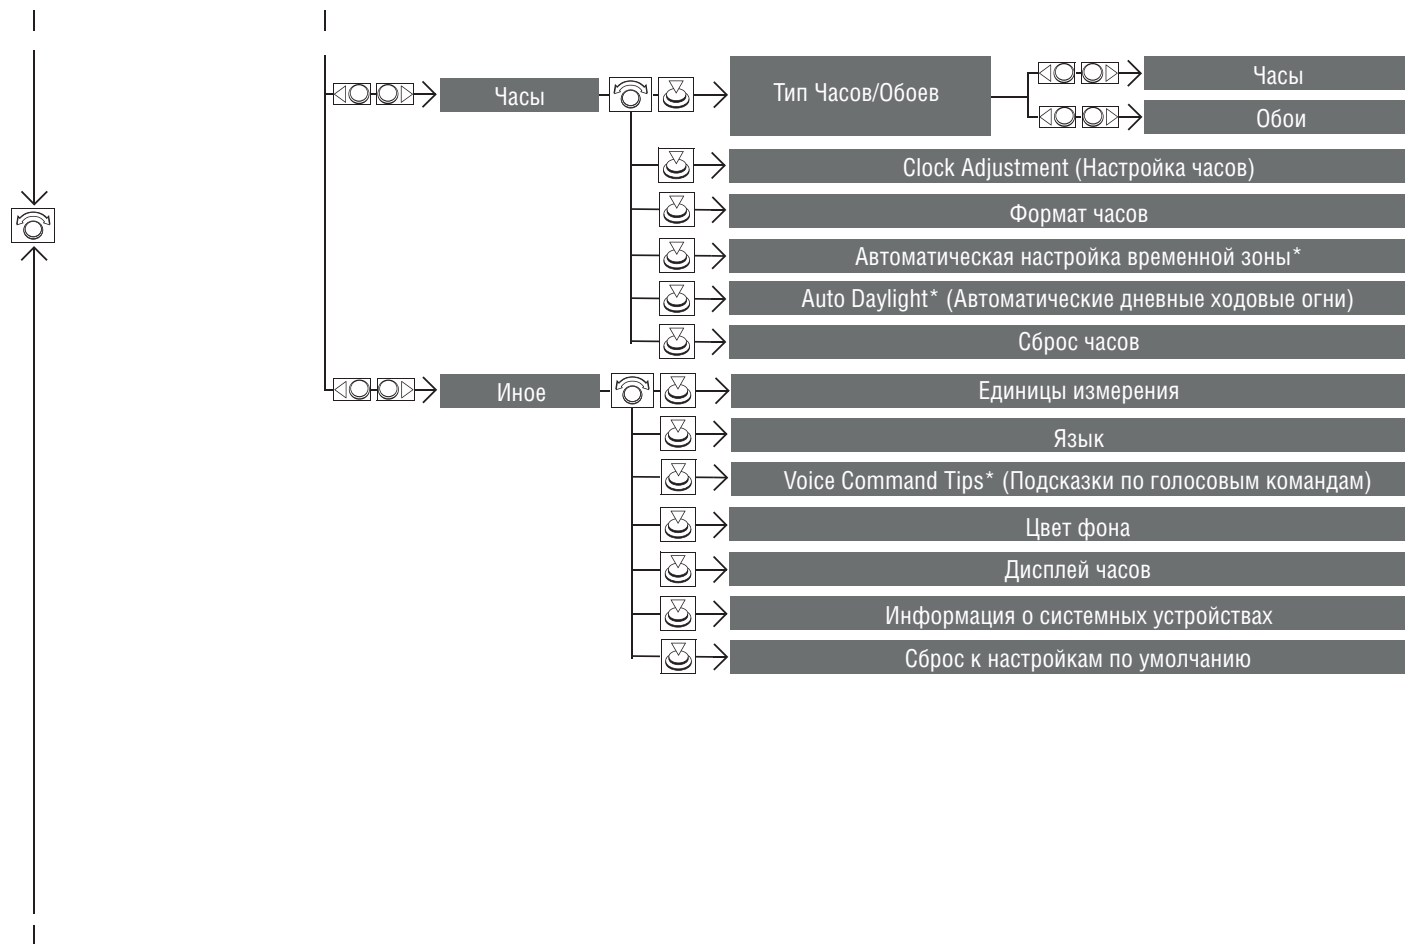 Часы
Тип Часов/Обоев
Часы
Обои
Clock Adjustment (Настройка часов)
Формат часов
Автоматическая настройка временной зоны*
Auto Daylight* (Автоматические дневные ходовые огни)
Сброс часов
Иное
Единицы измерения
Язык
Voice Command Tips* (Подсказки по голосовым командам)
Цвет фона
Дисплей часов
Информация о системных устройствах
Сброс к настройкам по умолчанию